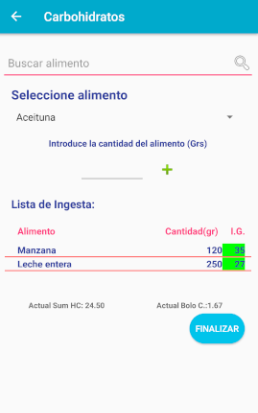 Carbohidratos
Buscar alimento
Seleccione alimento
Aceituna
Introduce la cantidad del alimento (Grs)
Lista de Ingesta:
Alimento Cantidad(gr) I.G.
Manzana 120 35
Leche entera 250 27
Actual Sum HC: 24.50 Actual Bolo C.:1.67
FINALIZAR